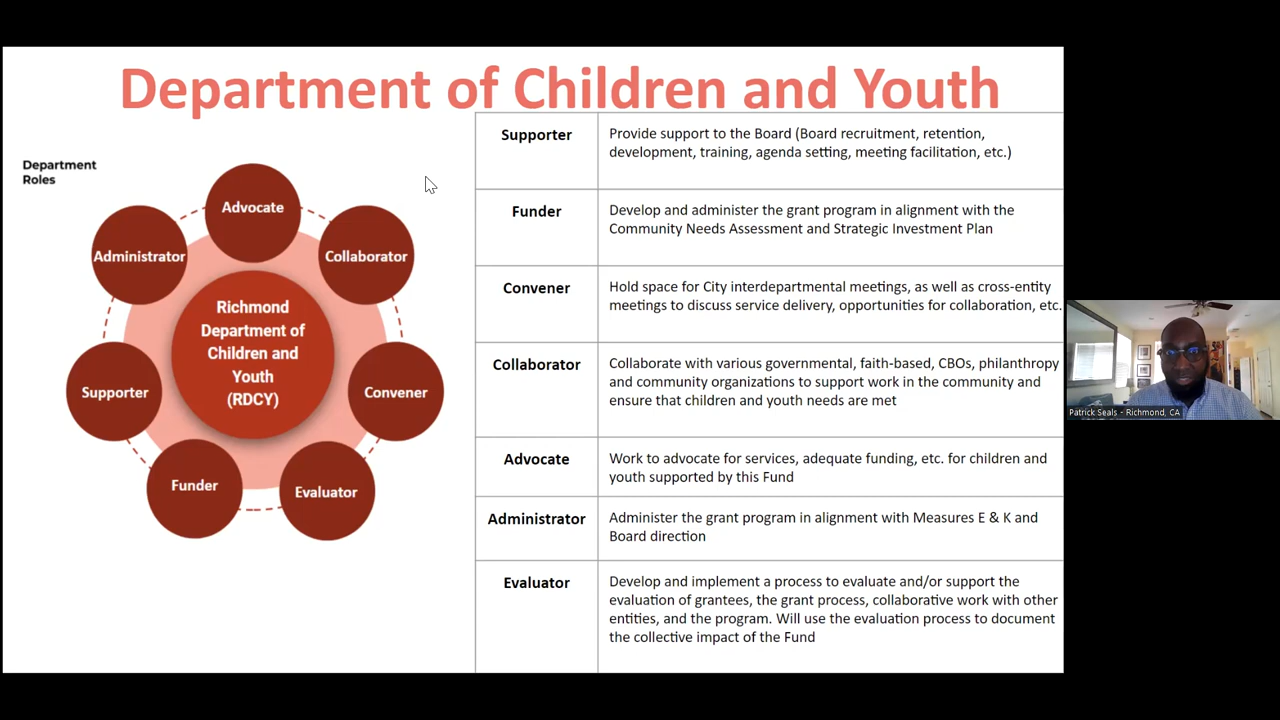 Department of Children and Youth
Department
Roles
Advocate
Administrator
Collaborator
Richmond
Department of
Children and
Youth
(RDCY)
Supporter
Convener
Funder
Evaluator
Supporter
Provide support to the Board (Board recruitment, retention,
development, training, agenda setting, meeting facilitation, etc.)
Funder
Develop and administer the grant program in alignment with the
Community Needs Assessment and Strategic Investment Plan
Convener
Hold space for City interdepartmental meetings, as well as cross-entity
meetings to discuss service delivery, opportunities for collaboration, etc.
Collaborator
Collaborate with various governmental, faith-based, CBOs, philanthropy
and community organizations to support work in the community and
ensure that children and youth needs are met
Advocate
Work to advocate for services, adequate funding, etc. for children and
youth supported by this Fund
Administrator
Administer the grant program in alignment with Measures E & K and
Board direction
Evaluator
Develop and implement a process to evaluate and/or support the
evaluation of grantees, the grant process, collaborative work with other
entities, and the program. Will use the evaluation process to document
the collective impact of the Fund
Patrick Seals - Richmond, CA